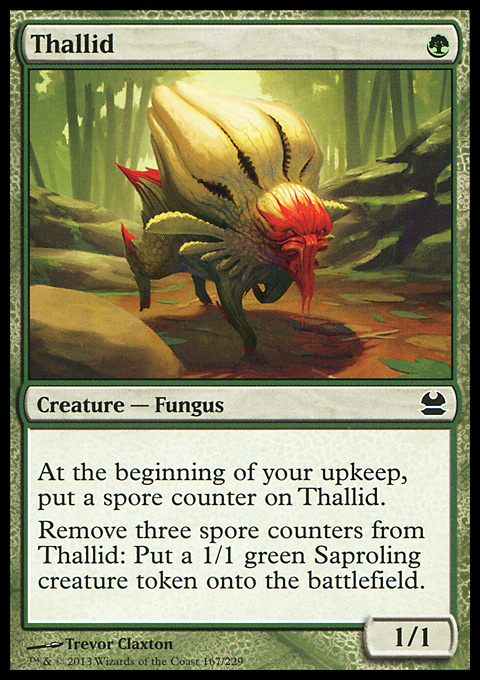 Thallid
Creature — Fungus
At the beginning of your upkeep,
put a spore counter on Thallid.
Remove three spore counters from
Thallid: Put a 1/1 green Saproling
creature token onto the battlefield.
1/1
Trevor Claxton
™ & © 2013 Wizards of the Coast 167/229